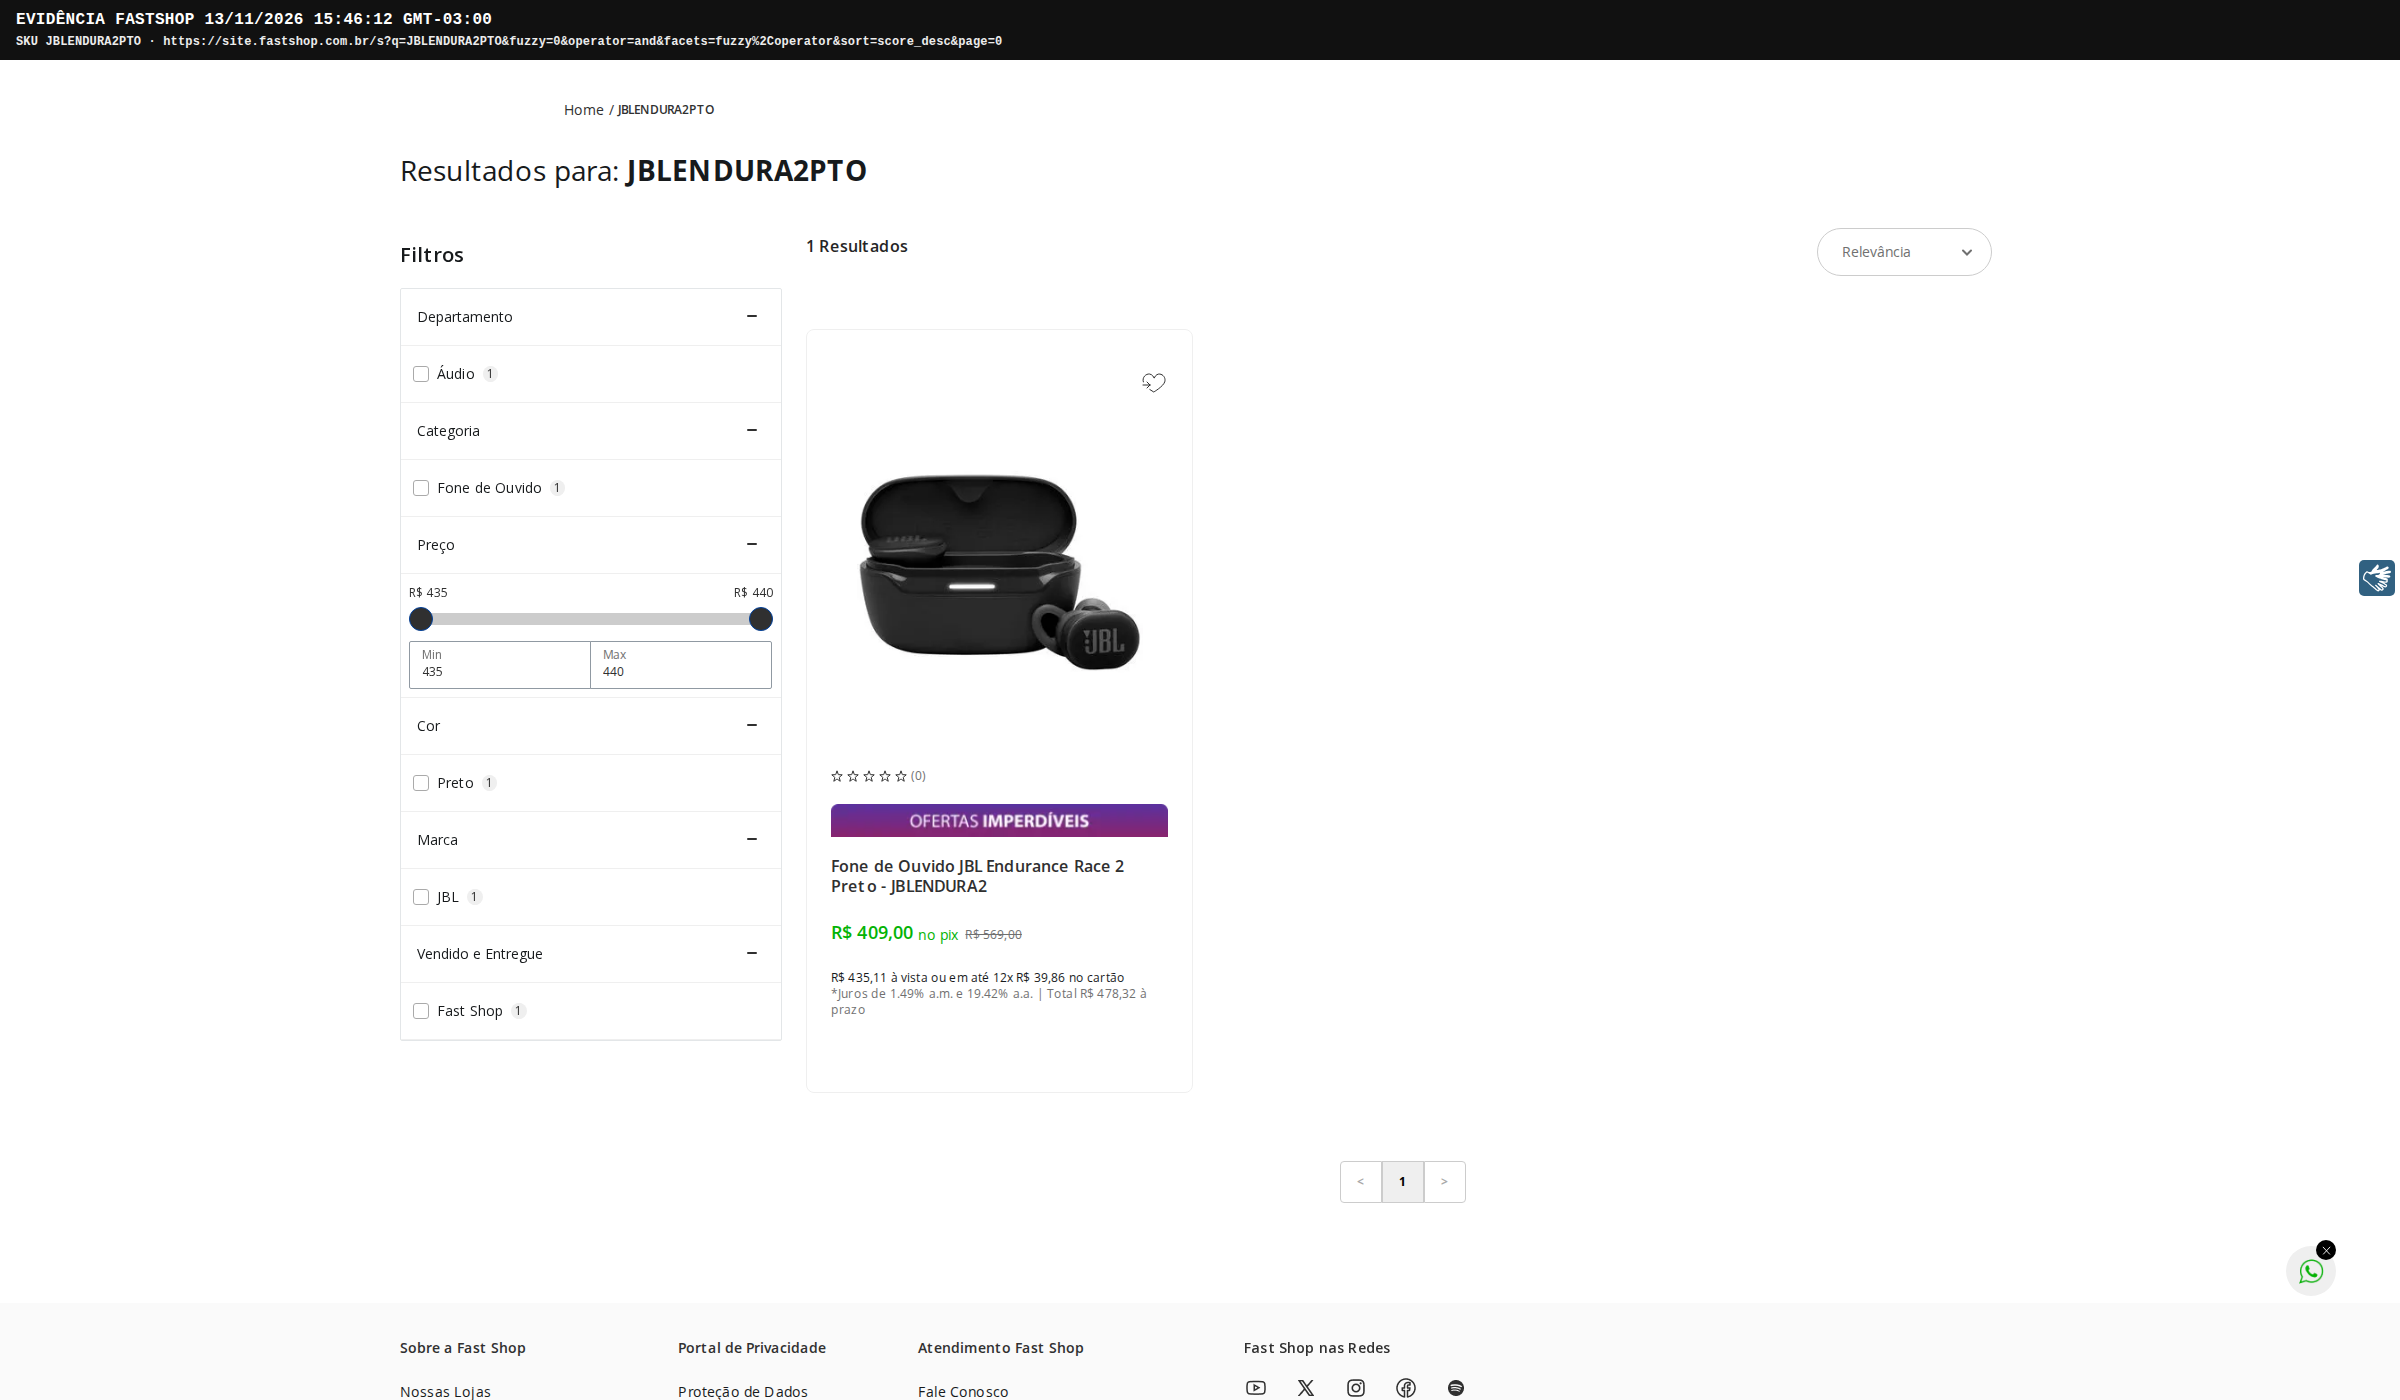 EVIDÊNCIA FASTSHOP 13/11/2026 15:46:12 GMT-03:00
SKU JBLENDURA2PTO · https://site.fastshop.com.br/s?q=JBLENDURA2PTO&fuzzy=0&operator=and&facets=fuzzy%2Coperator&sort=score_desc&page=0
Home / JBLENDURA2PTO
Resultados para: JBLENDURA2PTO
Filtros
1 Resultados
Relevância
Departamento
Áudio 1
Categoria
Fone de Ouvido 1
Preço
R$ 435 R$ 440
Min Max
435 440
Cor
Preto 1
Marca
JBL 1
Vendido e Entregue
Fast Shop 1
JBL
(0)
OFERTAS IMPERDÍVEIS
Fone de Ouvido JBL Endurance Race 2
Preto - JBLENDURA2
R$ 409,00 no pix R$ 569,00
R$ 435,11 à vista ou em até 12x R$ 39,86 no cartão
*Juros de 1.49% a.m. e 19.42% a.a. | Total R$ 478,32 à
prazo
< 1 >
Sobre a Fast Shop
Portal de Privacidade
Atendimento Fast Shop
Fast Shop nas Redes
Nossas Lojas
Proteção de Dados
Fale Conosco